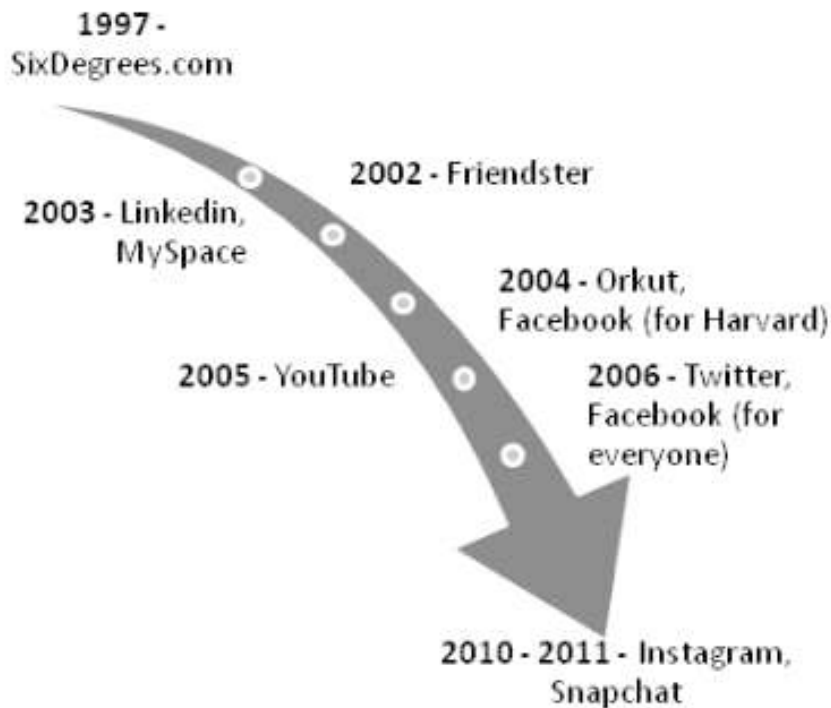 1997 -
SixDegrees.com
2002 - Friendster
2003 - Linkedin,
MySpace
2004 - Orkut,
Facebook (for Harvard)
2005 - YouTube
2006 - Twitter,
Facebook (for
everyone)
2010 - 2011 - Instagram,
Snapchat